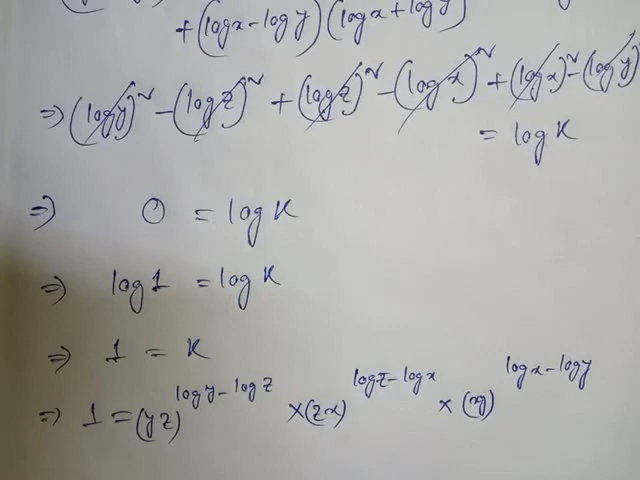 + (log x - log y) (log x + log y)
⇒ (log y)² - (log z)² + (log z)² - (log x)² + (log x)² - (log y)²
= log K
⇒ 0 = log K
⇒ log 1 = log K
⇒ 1 = K
⇒ 1 = (yz)^{log y - log z} × (zx)^{log z - log x} × (xy)^{log x - log y}